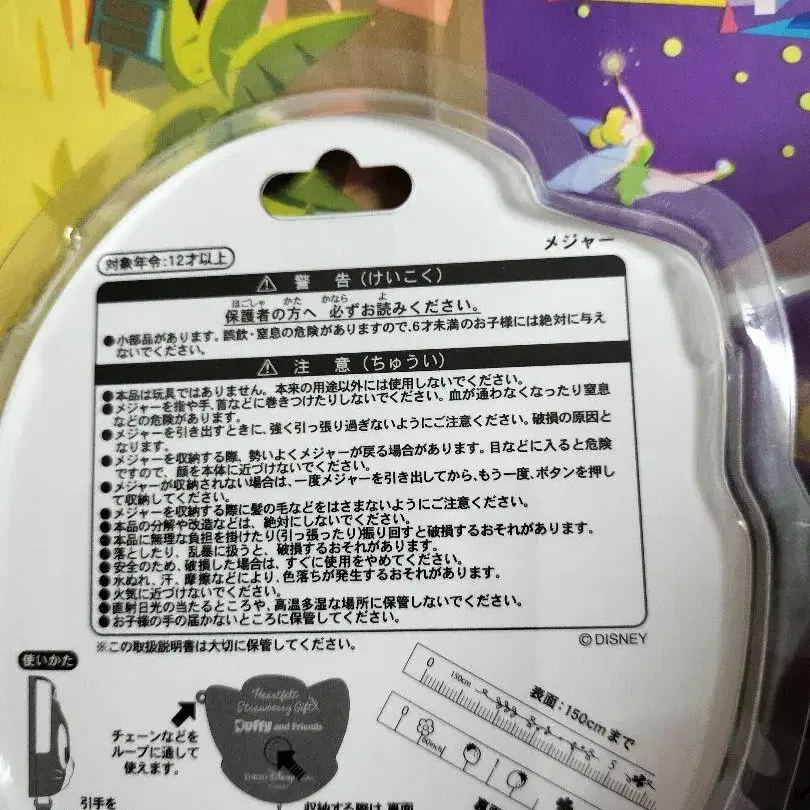 メジャー
対象年令:12才以上
警 告(けいこく)
ほごしゃ かた かなら よ
保護者の方へ 必ずお読みください。
●小部品があります。誤飲・窒息の危険がありますので、6才未満のお子様には絶対に与え
ないでください。
注 意(ちゅうい)
●本品は玩具ではありません。本来の用途以外には使用しないでください。
●メジャーを指や手、首などに巻きつけたりしないでください。血が通わなくなったり窒息
などの危険があります。
●メジャーを引き出すときに、強く引っ張り過ぎないようにご注意ください。破損の原因と
なります。
●メジャーを収納する際、勢いよくメジャーが戻る場合があります。目などに入ると危険
ですので、顔を本体に近づけないでください。
●メジャーが収納されない場合は、一度メジャーを引き出してから、もう一度、ボタンを押し
て収納してください。
●メジャーを収納する際に髪の毛などをはさまないようにご注意ください。
●本品の分解や改造などは、絶対にしないでください。
●本品に無理な負担を掛けたり(引っ張ったり)振り回すと破損するおそれがあります。
●落としたり、乱暴に扱うと、破損するおそれがあります。
●安全のため、破損した場合は、すぐに使用をやめてください。
●水ぬれ、汗、摩擦などにより、色落ちが発生するおそれがあります。
●火気に近づけないでください。
●直射日光の当たるところや、高温多湿な場所に保管しないでください。
●お子様の手の届かないところに保管してください。
※この取扱説明書は大切に保管してください。
©DISNEY
使いかた
チェーンなどを
ループに通して
使えます。
引手を
Heartfelt
Strawberry Gift
Duffy and Friends
TOKYO Disney
収納する際は、裏面
0 150cm 5
表面:150cmまで
0 60inch